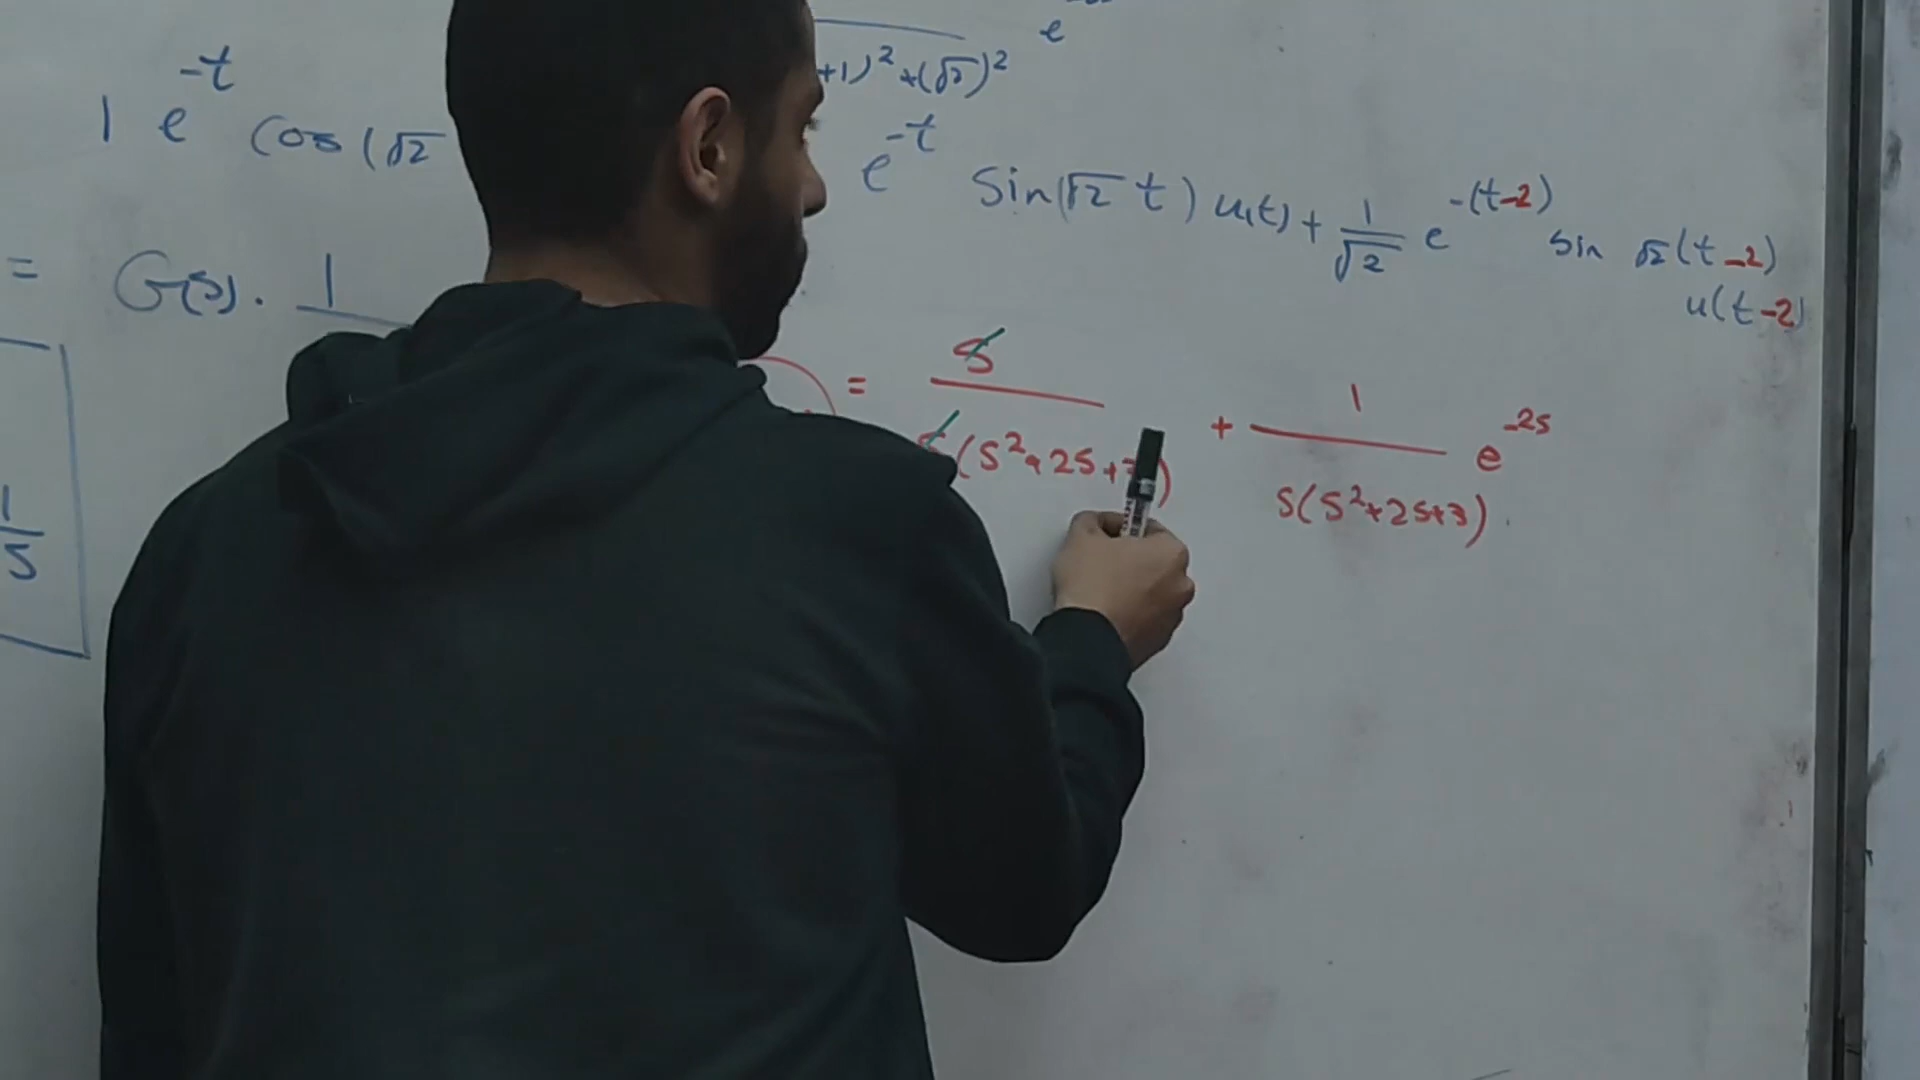 +1)² + (√2)² e
1 e^-t cos(√2 e^-t sin(√2 t) u(t) + 1/√2 e^-(t-2) sin √2(t-2)
u(t-2)
= G(s) . 1
= s/(s(s²+2s+3)) + 1/(s(s²+2s+3)) e^-2s
1/s